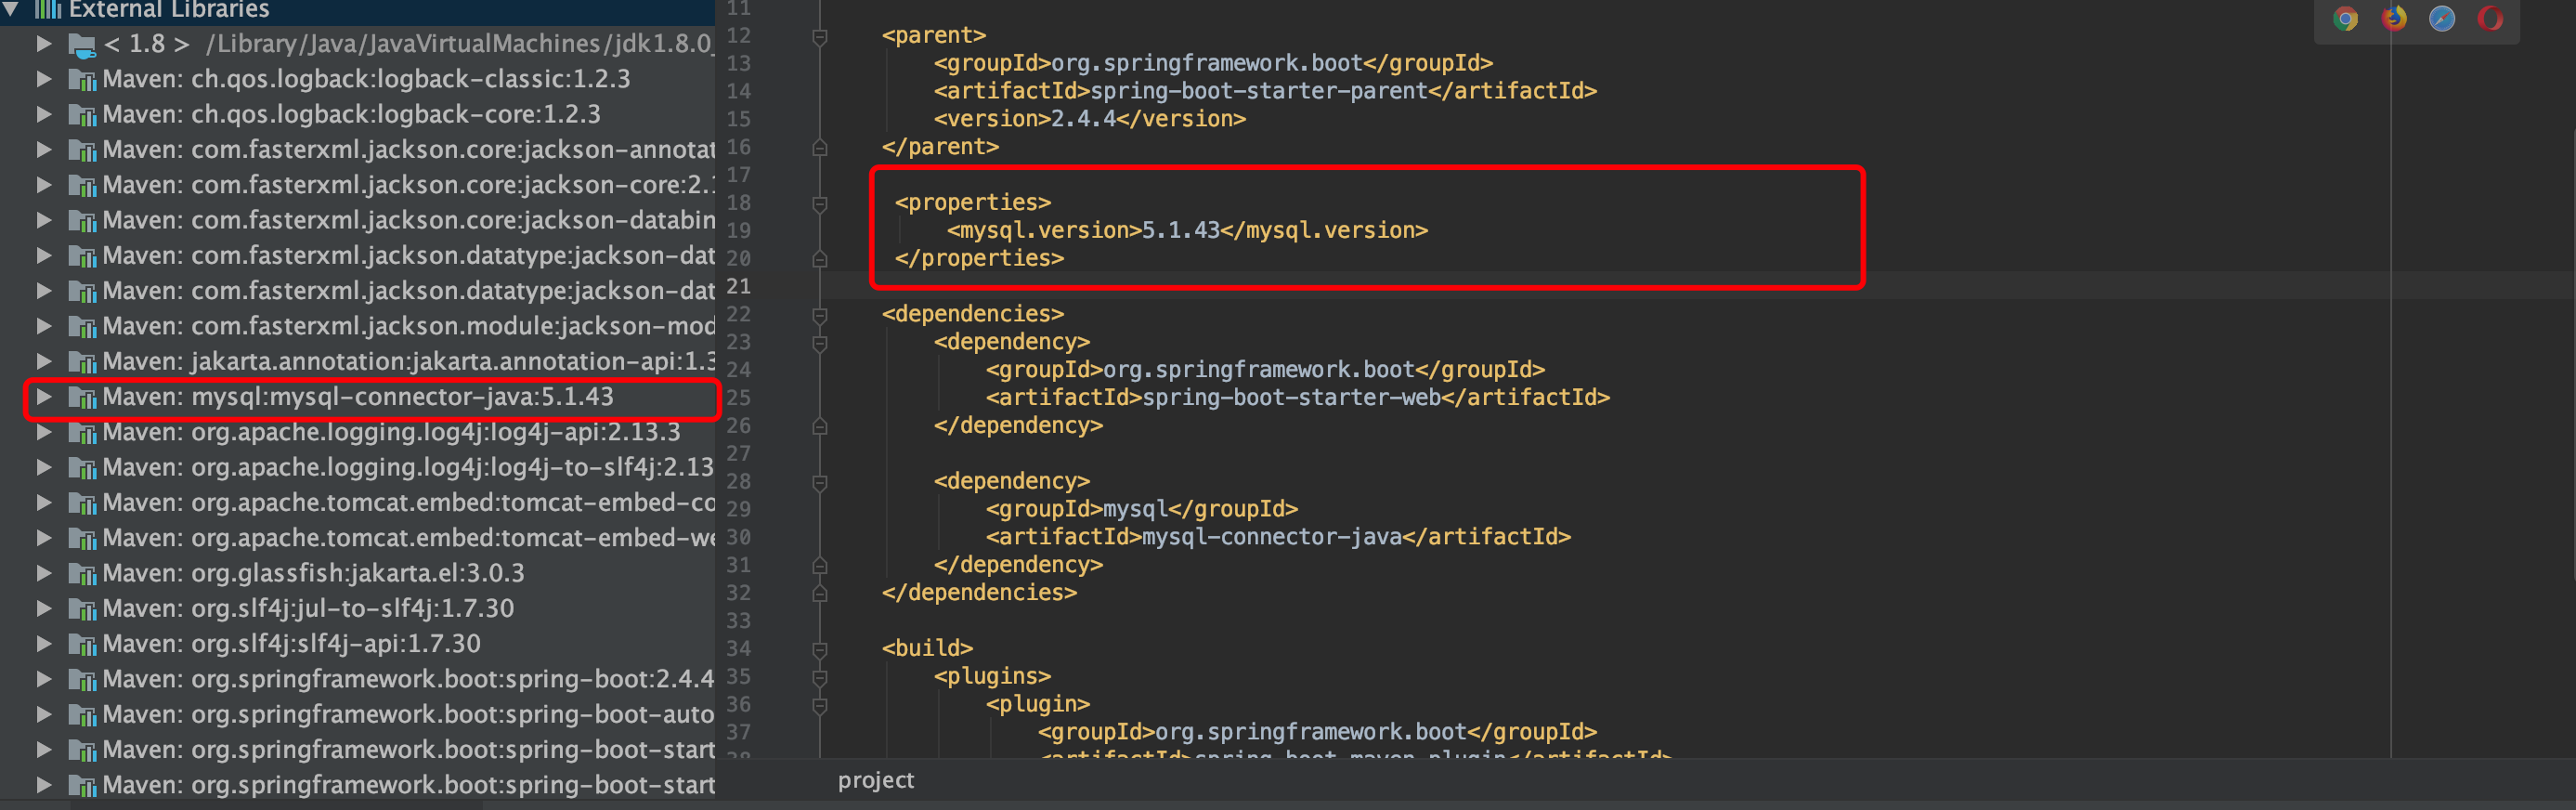 External Libraries
< 1.8 > /Library/Java/JavaVirtualMachines/jdk1.8.0_
Maven: ch.qos.logback:logback-classic:1.2.3
Maven: ch.qos.logback:logback-core:1.2.3
Maven: com.fasterxml.jackson.core:jackson-annotat
Maven: com.fasterxml.jackson.core:jackson-core:2.1
Maven: com.fasterxml.jackson.core:jackson-databin
Maven: com.fasterxml.jackson.datatype:jackson-dat
Maven: com.fasterxml.jackson.datatype:jackson-dat
Maven: com.fasterxml.jackson.module:jackson-mod
Maven: jakarta.annotation:jakarta.annotation-api:1.3
Maven: mysql:mysql-connector-java:5.1.43
Maven: org.apache.logging.log4j:log4j-api:2.13.3
Maven: org.apache.logging.log4j:log4j-to-slf4j:2.13
Maven: org.apache.tomcat.embed:tomcat-embed-co
Maven: org.apache.tomcat.embed:tomcat-embed-we
Maven: org.glassfish:jakarta.el:3.0.3
Maven: org.slf4j:jul-to-slf4j:1.7.30
Maven: org.slf4j:slf4j-api:1.7.30
Maven: org.springframework.boot:spring-boot:2.4.4
Maven: org.springframework.boot:spring-boot-auto
Maven: org.springframework.boot:spring-boot-start
Maven: org.springframework.boot:spring-boot-start
11
12 <parent>
13 <groupId>org.springframework.boot</groupId>
14 <artifactId>spring-boot-starter-parent</artifactId>
15 <version>2.4.4</version>
16 </parent>
17
18 <properties>
19 <mysql.version>5.1.43</mysql.version>
20 </properties>
21
22 <dependencies>
23 <dependency>
24 <groupId>org.springframework.boot</groupId>
25 <artifactId>spring-boot-starter-web</artifactId>
26 </dependency>
27
28 <dependency>
29 <groupId>mysql</groupId>
30 <artifactId>mysql-connector-java</artifactId>
31 </dependency>
32 </dependencies>
33
34 <build>
35 <plugins>
36 <plugin>
37 <groupId>org.springframework.boot</groupId>
38 <artifactId>spring-boot-maven-plugin</artifactId>
project